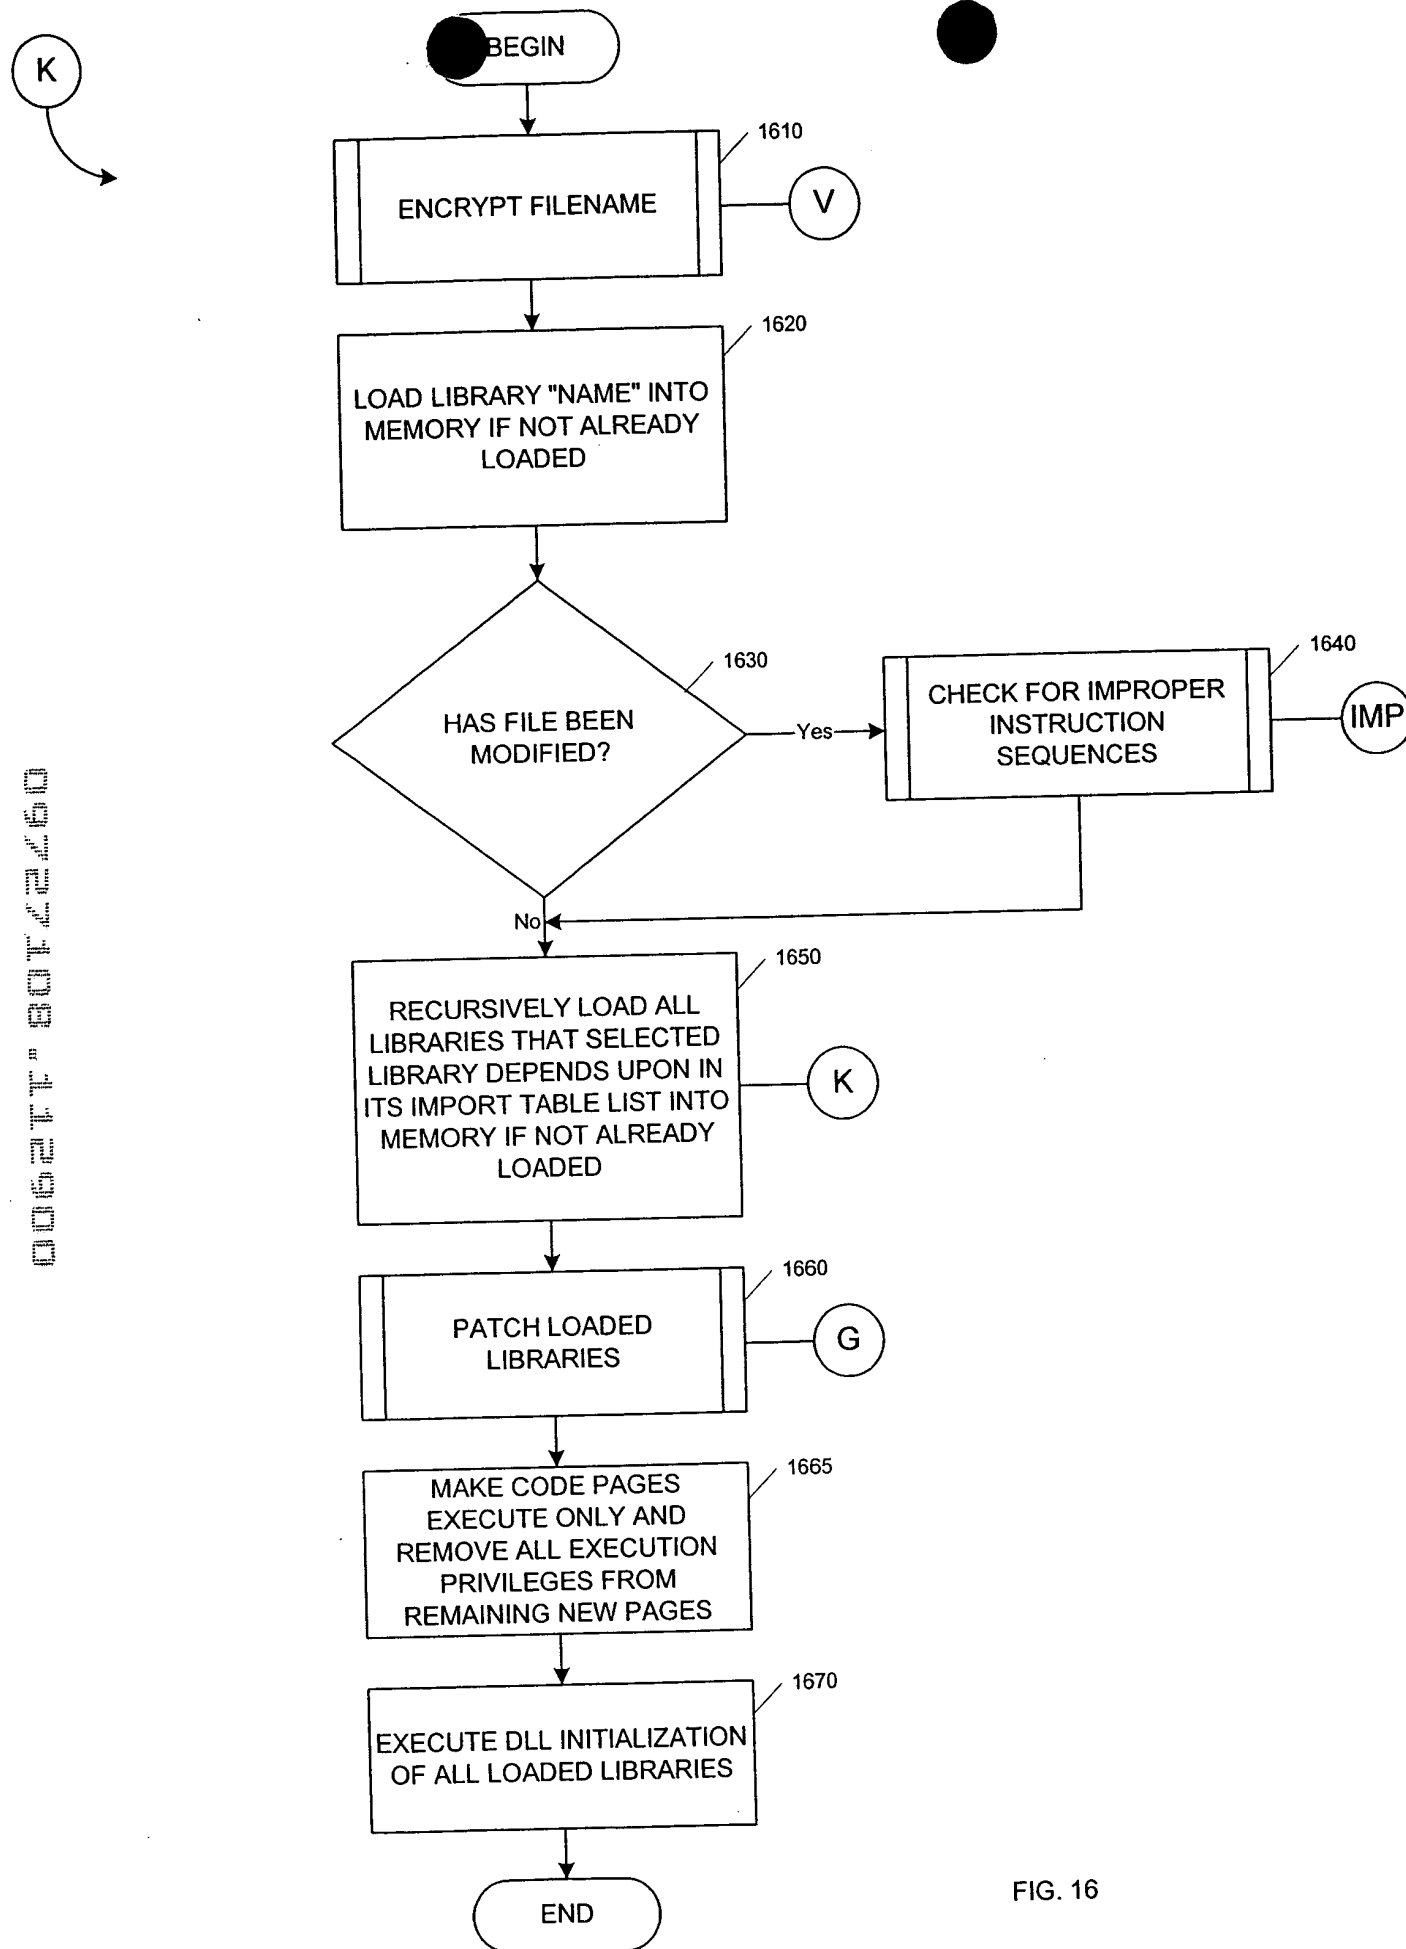 K
BEGIN
1610
ENCRYPT FILENAME
V
1620
LOAD LIBRARY "NAME" INTO
MEMORY IF NOT ALREADY
LOADED
1630
HAS FILE BEEN
MODIFIED?
Yes
1640
CHECK FOR IMPROPER
INSTRUCTION
SEQUENCES
IMP
No
1650
RECURSIVELY LOAD ALL
LIBRARIES THAT SELECTED
LIBRARY DEPENDS UPON IN
ITS IMPORT TABLE LIST INTO
MEMORY IF NOT ALREADY
LOADED
K
1660
PATCH LOADED
LIBRARIES
G
1665
MAKE CODE PAGES
EXECUTE ONLY AND
REMOVE ALL EXECUTION
PRIVILEGES FROM
REMAINING NEW PAGES
1670
EXECUTE DLL INITIALIZATION
OF ALL LOADED LIBRARIES
END
FIG. 16
09727108.112900